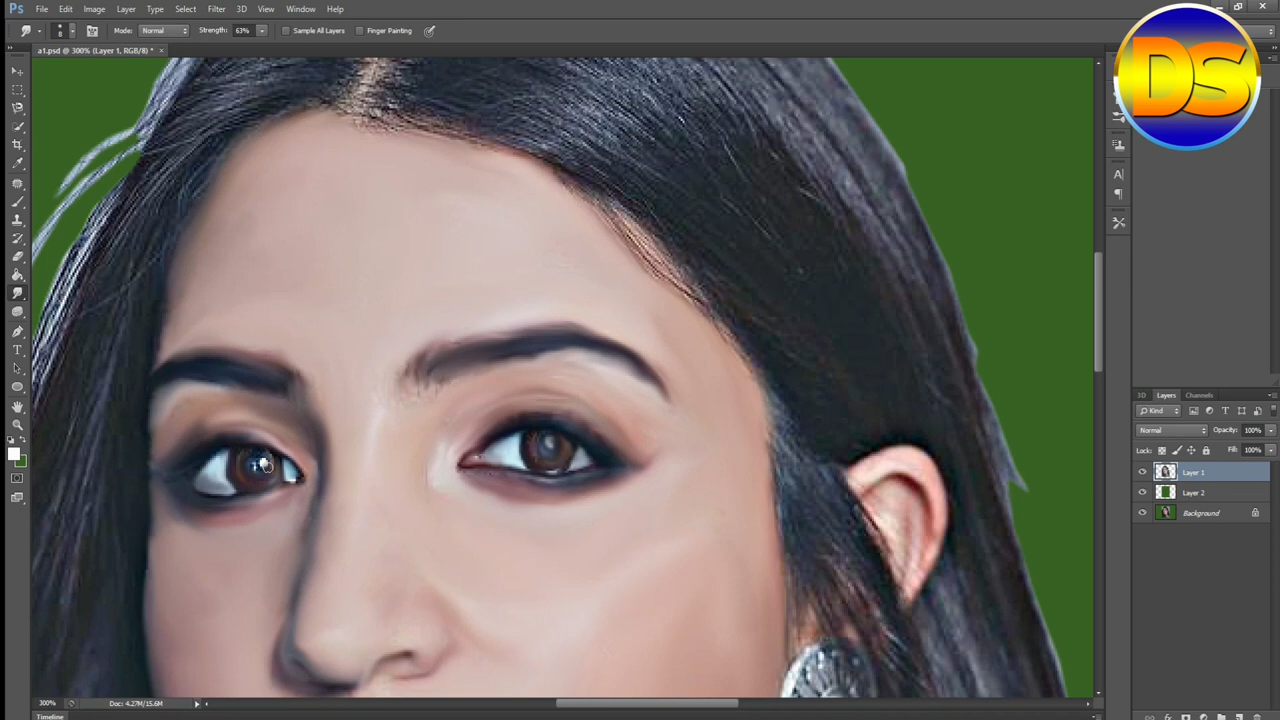 Ps File Edit Image Layer Type Select Filter 3D View Window Help
8 Mode: Normal Strength: 63% Sample All Layers Finger Painting
a1.psd @ 300% (Layer 1, RGB/8) * ×
DS
3D Layers Channels
Kind
Normal Opacity: 100%
Lock: Fill: 100%
Layer 1
Layer 2
Background
300% Doc: 4.27M/15.6M
Timeline